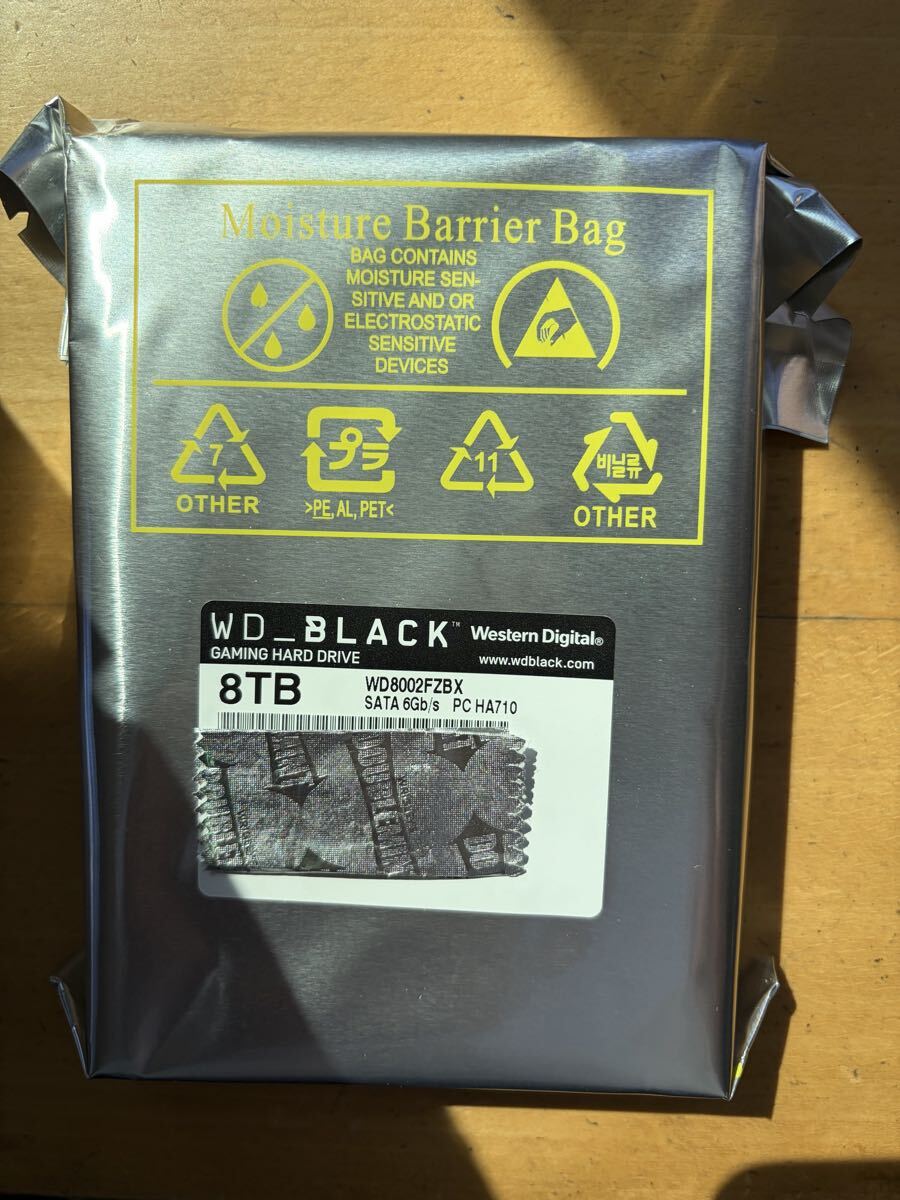 Moisture Barrier Bag
BAG CONTAINS
MOISTURE SEN-
SITIVE AND OR
ELECTROSTATIC
SENSITIVE
DEVICES
7
OTHER
プラ
>PE, AL, PET<
11
비닐류
OTHER
WD_BLACK™
Western Digital®
GAMING HARD DRIVE
www.wdblack.com
8TB
WD8002FZBX
SATA 6Gb/s PC HA710